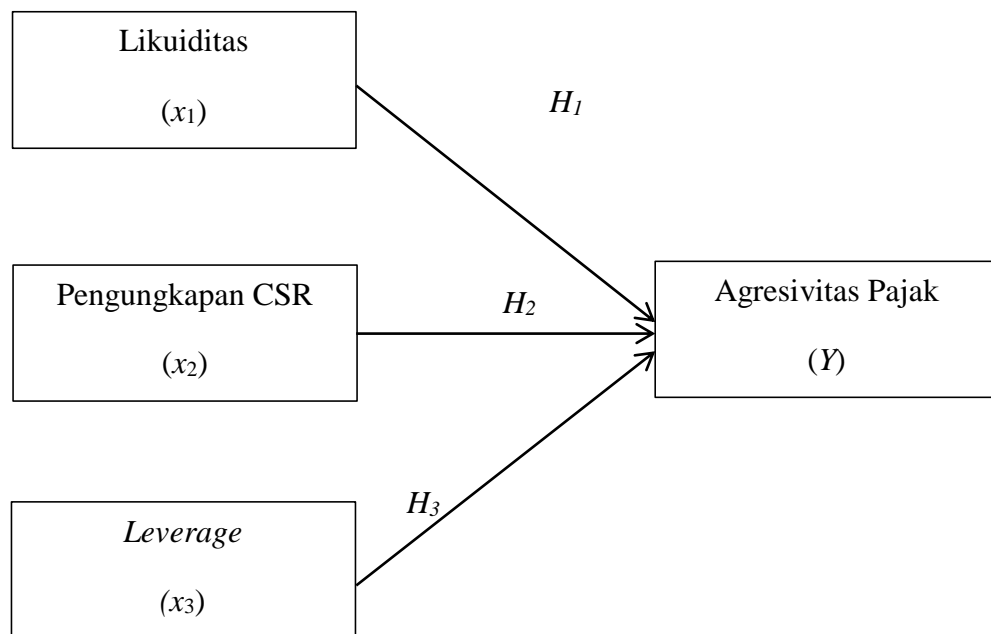 Likuiditas
(x1)
H1
Pengungkapan CSR
(x2)
H2
Agresivitas Pajak
(Y)
Leverage
(x3)
H3